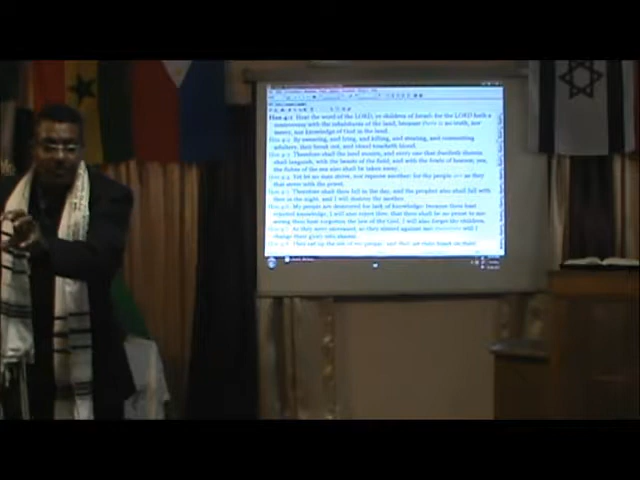 Hos 4:1 Hear the word of the LORD, ye children of Israel: for the LORD hath a
controversy with the inhabitants of the land, because there is no truth, nor
mercy, nor knowledge of God in the land.
Hos 4:2 By swearing, and lying, and killing, and stealing, and committing
adultery, they break out, and blood toucheth blood.
Hos 4:3 Therefore shall the land mourn, and every one that dwelleth therein
shall languish, with the beasts of the field, and with the fowls of heaven; yea,
the fishes of the sea also shall be taken away.
Hos 4:4 Yet let no man strive, nor reprove another: for thy people are as they
that strive with the priest.
Hos 4:5 Therefore shalt thou fall in the day, and the prophet also shall fall with
thee in the night, and I will destroy thy mother.
Hos 4:6 My people are destroyed for lack of knowledge: because thou hast
rejected knowledge, I will also reject thee, that thou shalt be no priest to me:
seeing thou hast forgotten the law of thy God, I will also forget thy children.
Hos 4:7 As they were increased, so they sinned against me: therefore will I
change their glory into shame.
Hos 4:8 They eat up the sin of my people, and they set their heart on their